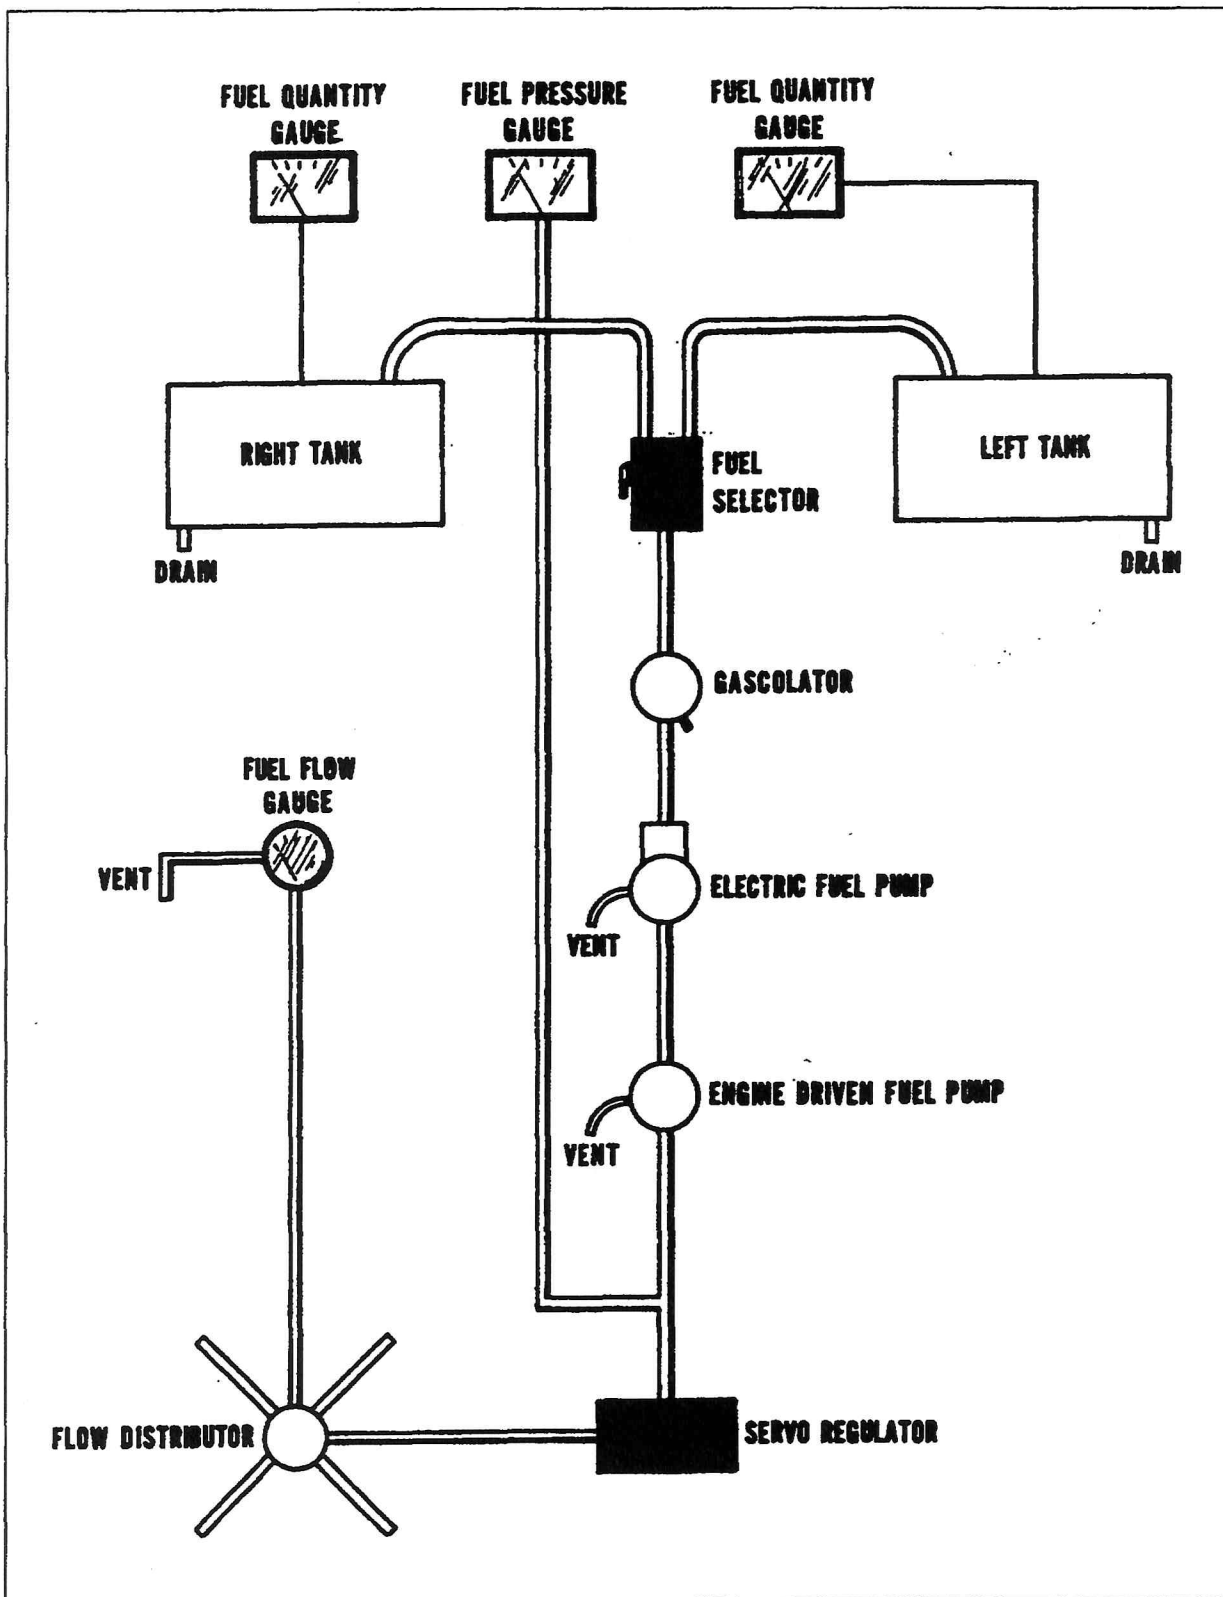 FUEL QUANTITY
GAUGE
FUEL PRESSURE
GAUGE
FUEL QUANTITY
GAUGE
RIGHT TANK
LEFT TANK
FUEL
SELECTOR
DRAIN
DRAIN
GASCOLATOR
FUEL FLOW
GAUGE
VENT
ELECTRIC FUEL PUMP
VENT
ENGINE DRIVEN FUEL PUMP
VENT
FLOW DISTRIBUTOR
SERVO REGULATOR